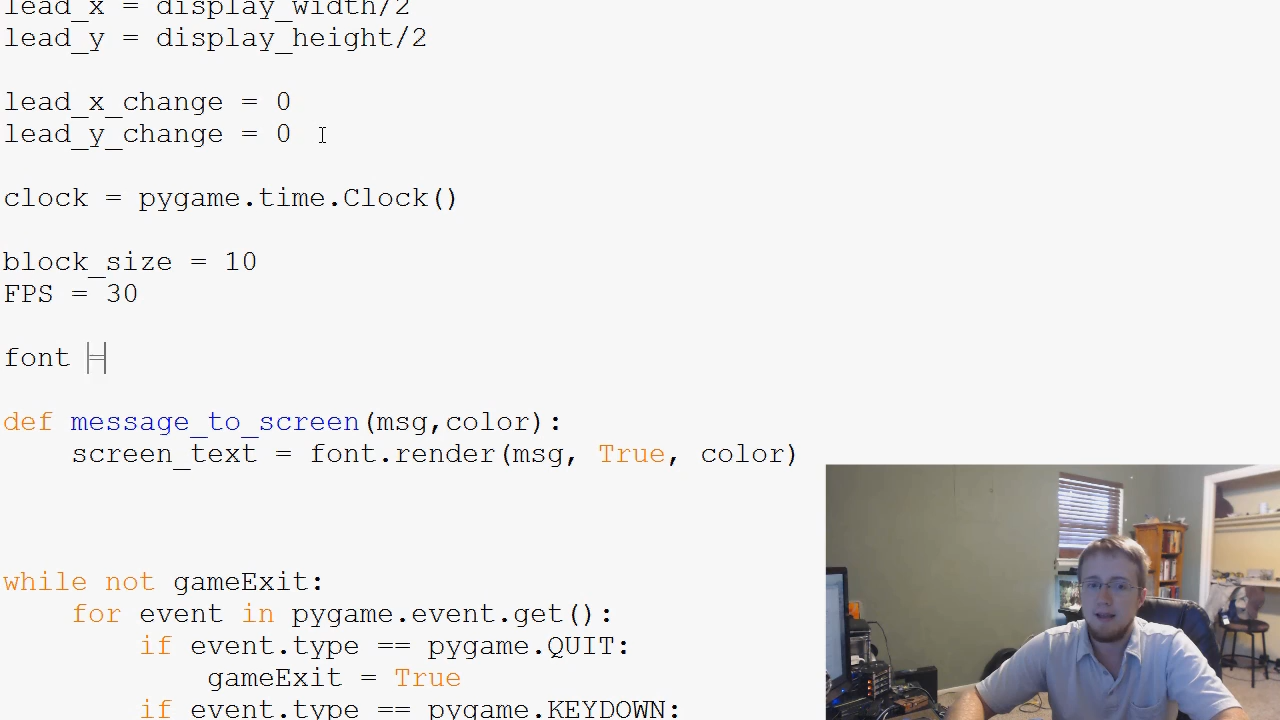 lead_x = display_width/2
lead_y = display_height/2
lead_x_change = 0
lead_y_change = 0
clock = pygame.time.Clock()
block_size = 10
FPS = 30
font =
def message_to_screen(msg,color):
screen_text = font.render(msg, True, color)
while not gameExit:
for event in pygame.event.get():
if event.type == pygame.QUIT:
gameExit = True
if event.type == pygame.KEYDOWN: